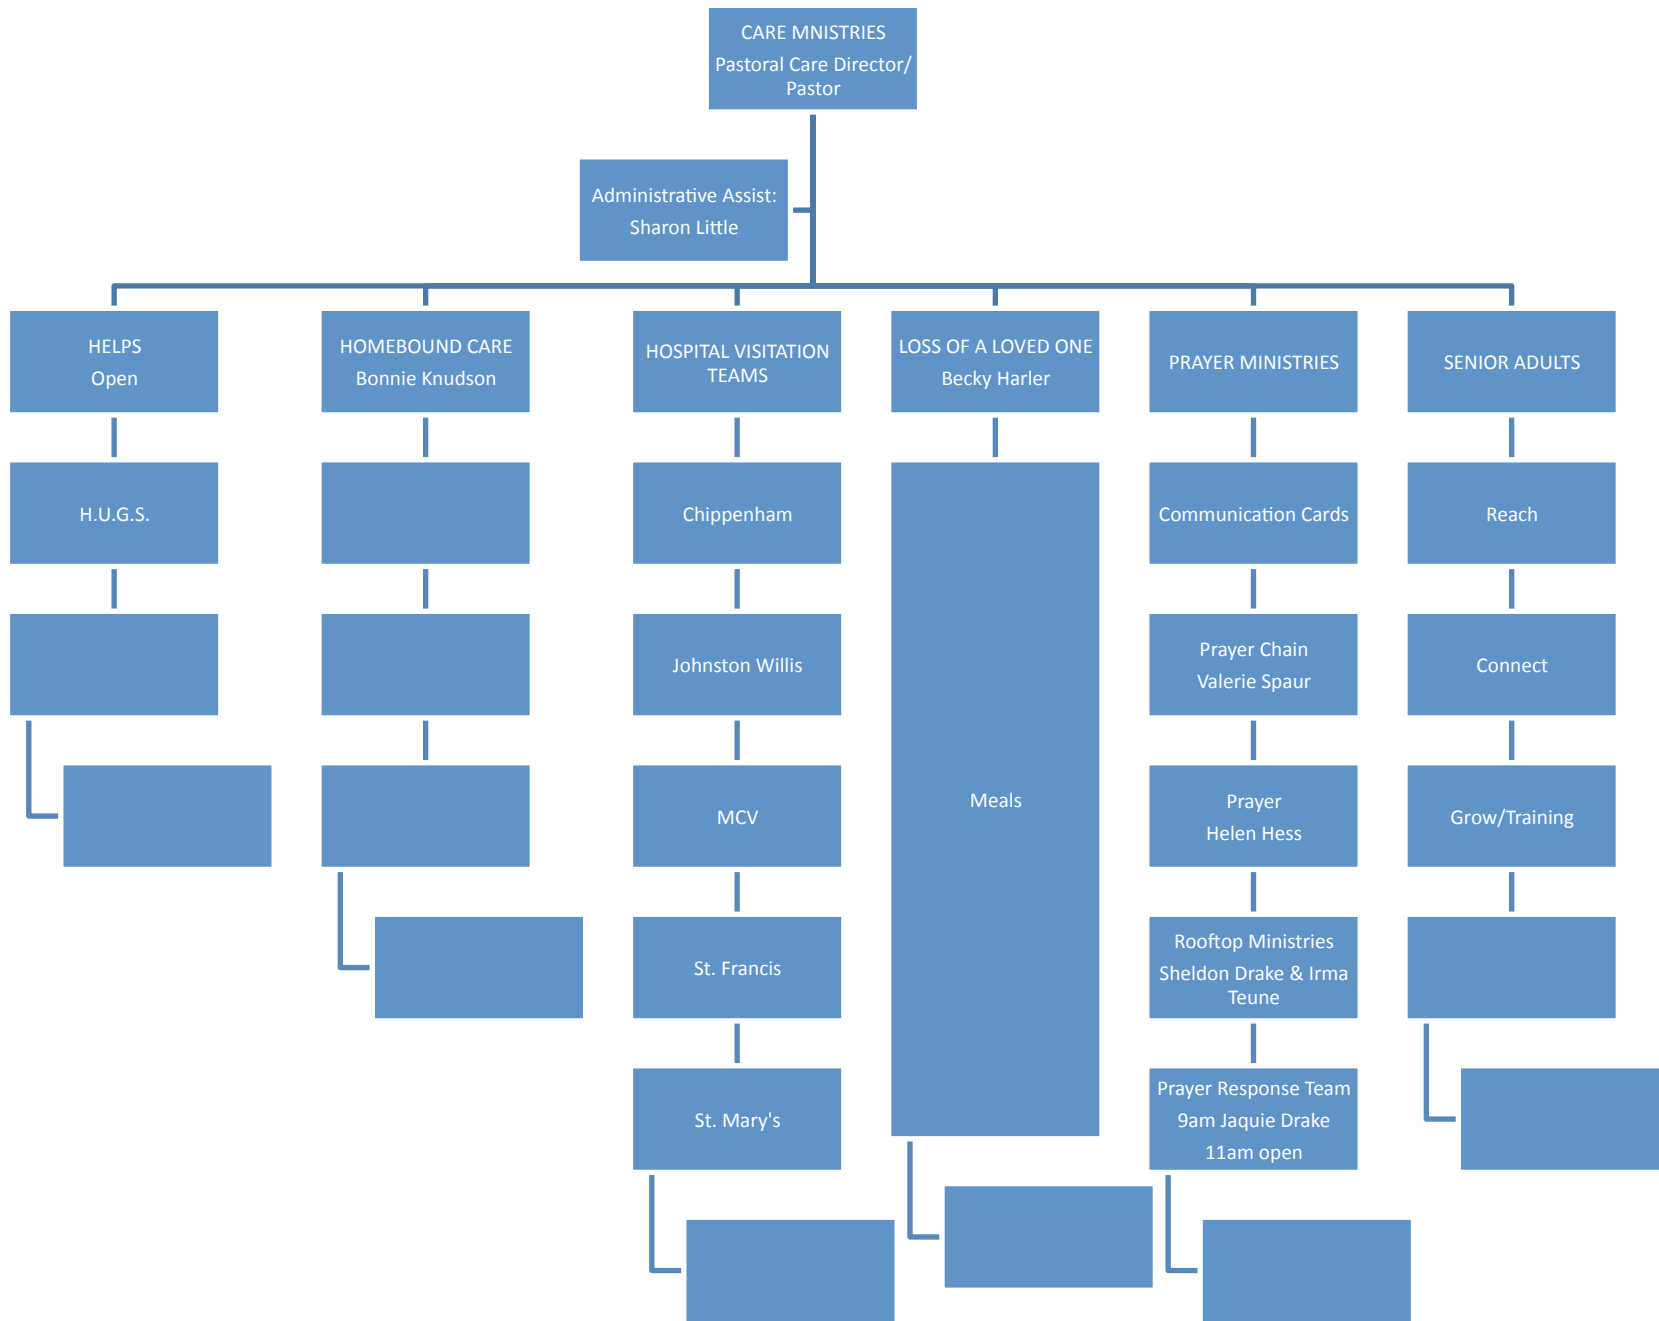 CARE MNISTRIES
Pastoral Care Director/
Pastor
Administrative Assist:
Sharon Little
HELPS
Open
HOMEBOUND CARE
Bonnie Knudson
HOSPITAL VISITATION
TEAMS
LOSS OF A LOVED ONE
Becky Harler
PRAYER MINISTRIES
SENIOR ADULTS
H.U.G.S.
Chippenham
Communication Cards
Reach
Johnston Willis
Prayer Chain
Valerie Spaur
Connect
MCV
Meals
Prayer
Helen Hess
Grow/Training
St. Francis
Rooftop Ministries
Sheldon Drake & Irma
Teune
St. Mary's
Prayer Response Team
9am Jaquie Drake
11am open